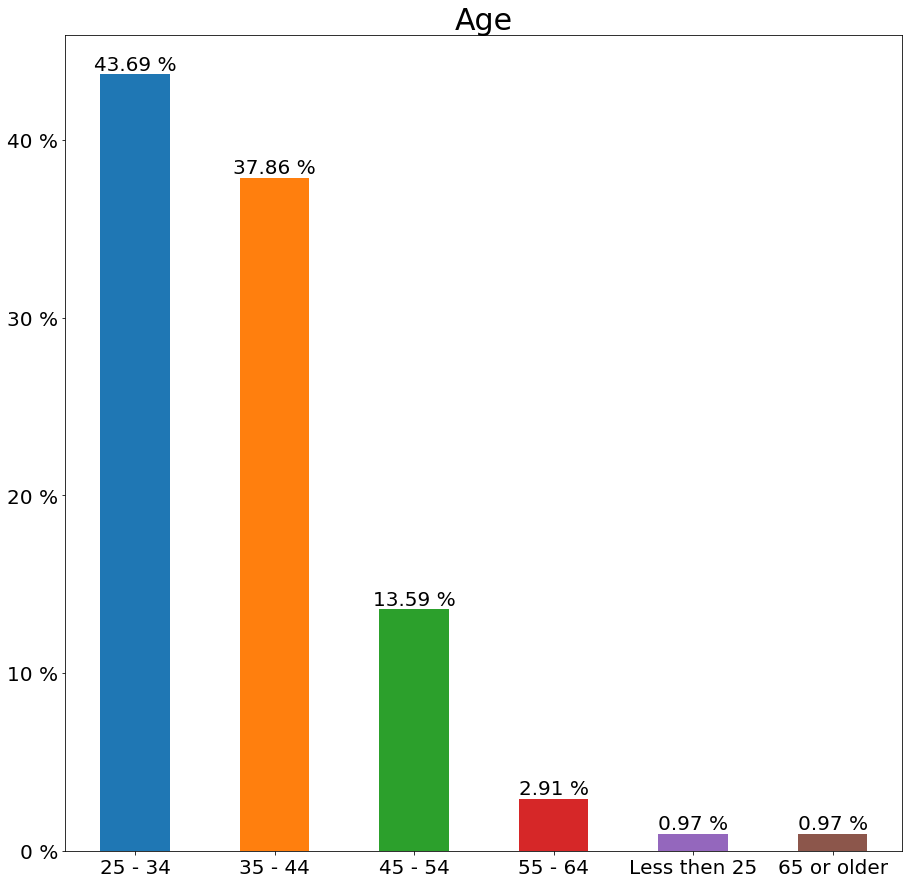 Age
43.69 %
37.86 %
13.59 %
2.91 %
0.97 %
0.97 %
40 %
30 %
20 %
10 %
0 %
25 - 34
35 - 44
45 - 54
55 - 64
Less then 25
65 or older